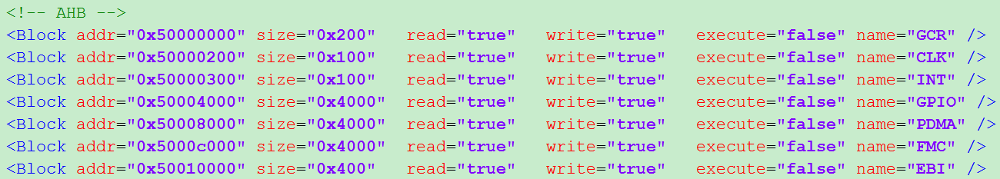 <!-- AHB -->
<Block addr="0x50000000" size="0x200"   read="true"   write="true"   execute="false" name="GCR" />
<Block addr="0x50000200" size="0x100"   read="true"   write="true"   execute="false" name="CLK" />
<Block addr="0x50000300" size="0x100"   read="true"   write="true"   execute="false" name="INT" />
<Block addr="0x50004000" size="0x4000"  read="true"   write="true"   execute="false" name="GPIO" />
<Block addr="0x50008000" size="0x4000"  read="true"   write="true"   execute="false" name="PDMA" />
<Block addr="0x5000c000" size="0x4000"  read="true"   write="true"   execute="false" name="FMC" />
<Block addr="0x50010000" size="0x400"   read="true"   write="true"   execute="false" name="EBI" />